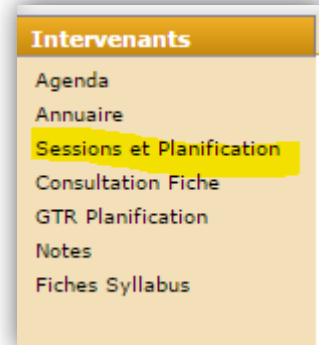 Intervenants
Agenda
Annuaire
Sessions et Planification
Consultation Fiche
GTR Planification
Notes
Fiches Syllabus